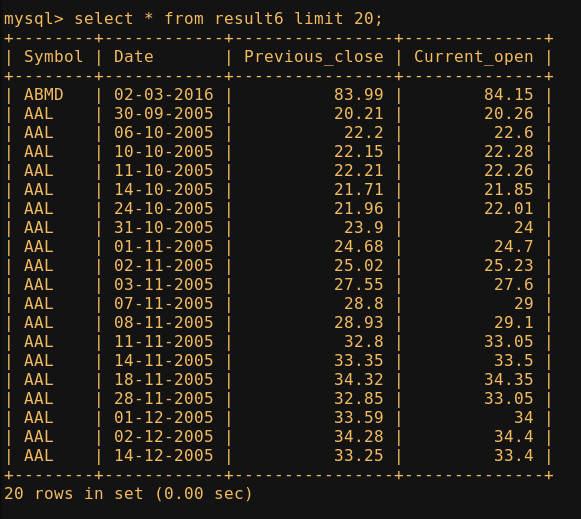 mysql> select * from result6 limit 20;
+--------+------------+----------------+--------------+
| Symbol | Date       | Previous_close | Current_open |
+--------+------------+----------------+--------------+
| ABMD   | 02-03-2016 |          83.99 |        84.15 |
| AAL    | 30-09-2005 |          20.21 |        20.26 |
| AAL    | 06-10-2005 |           22.2 |         22.6 |
| AAL    | 10-10-2005 |          22.15 |        22.28 |
| AAL    | 11-10-2005 |          22.21 |        22.26 |
| AAL    | 14-10-2005 |          21.71 |        21.85 |
| AAL    | 24-10-2005 |          21.96 |        22.01 |
| AAL    | 31-10-2005 |           23.9 |           24 |
| AAL    | 01-11-2005 |          24.68 |         24.7 |
| AAL    | 02-11-2005 |          25.02 |        25.23 |
| AAL    | 03-11-2005 |          27.55 |         27.6 |
| AAL    | 07-11-2005 |           28.8 |           29 |
| AAL    | 08-11-2005 |          28.93 |         29.1 |
| AAL    | 11-11-2005 |           32.8 |        33.05 |
| AAL    | 14-11-2005 |          33.35 |         33.5 |
| AAL    | 18-11-2005 |          34.32 |        34.35 |
| AAL    | 28-11-2005 |          32.85 |        33.05 |
| AAL    | 01-12-2005 |          33.59 |           34 |
| AAL    | 02-12-2005 |          34.28 |         34.4 |
| AAL    | 14-12-2005 |          33.25 |         33.4 |
+--------+------------+----------------+--------------+
20 rows in set (0.00 sec)